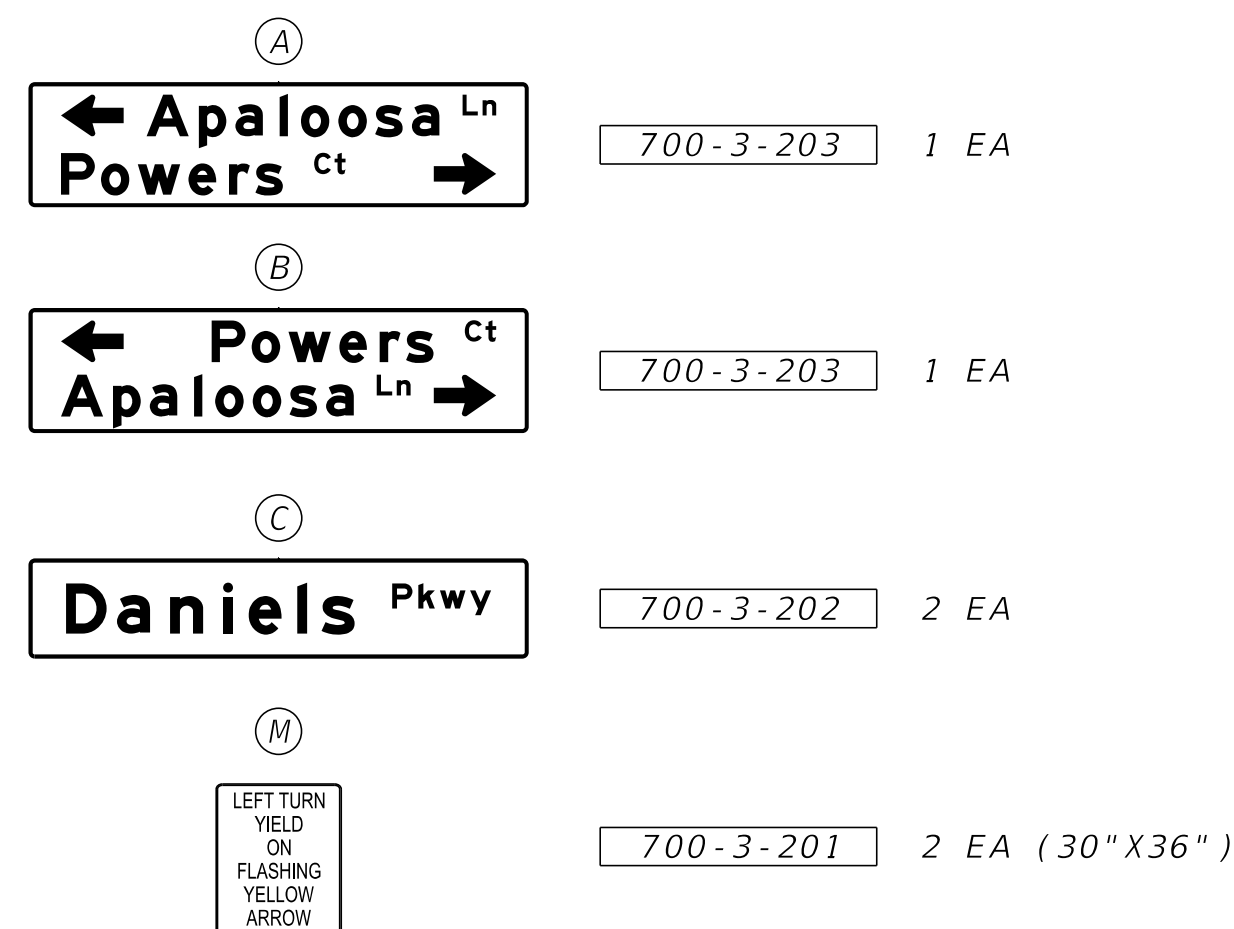 A
← Apaloosa Ln
Powers Ct →
700-3-203 1 EA
B
← Powers Ct
Apaloosa Ln →
700-3-203 1 EA
C
Daniels Pkwy
700-3-202 2 EA
M
LEFT TURN
YIELD
ON
FLASHING
YELLOW
ARROW
700-3-201 2 EA (30"X36")